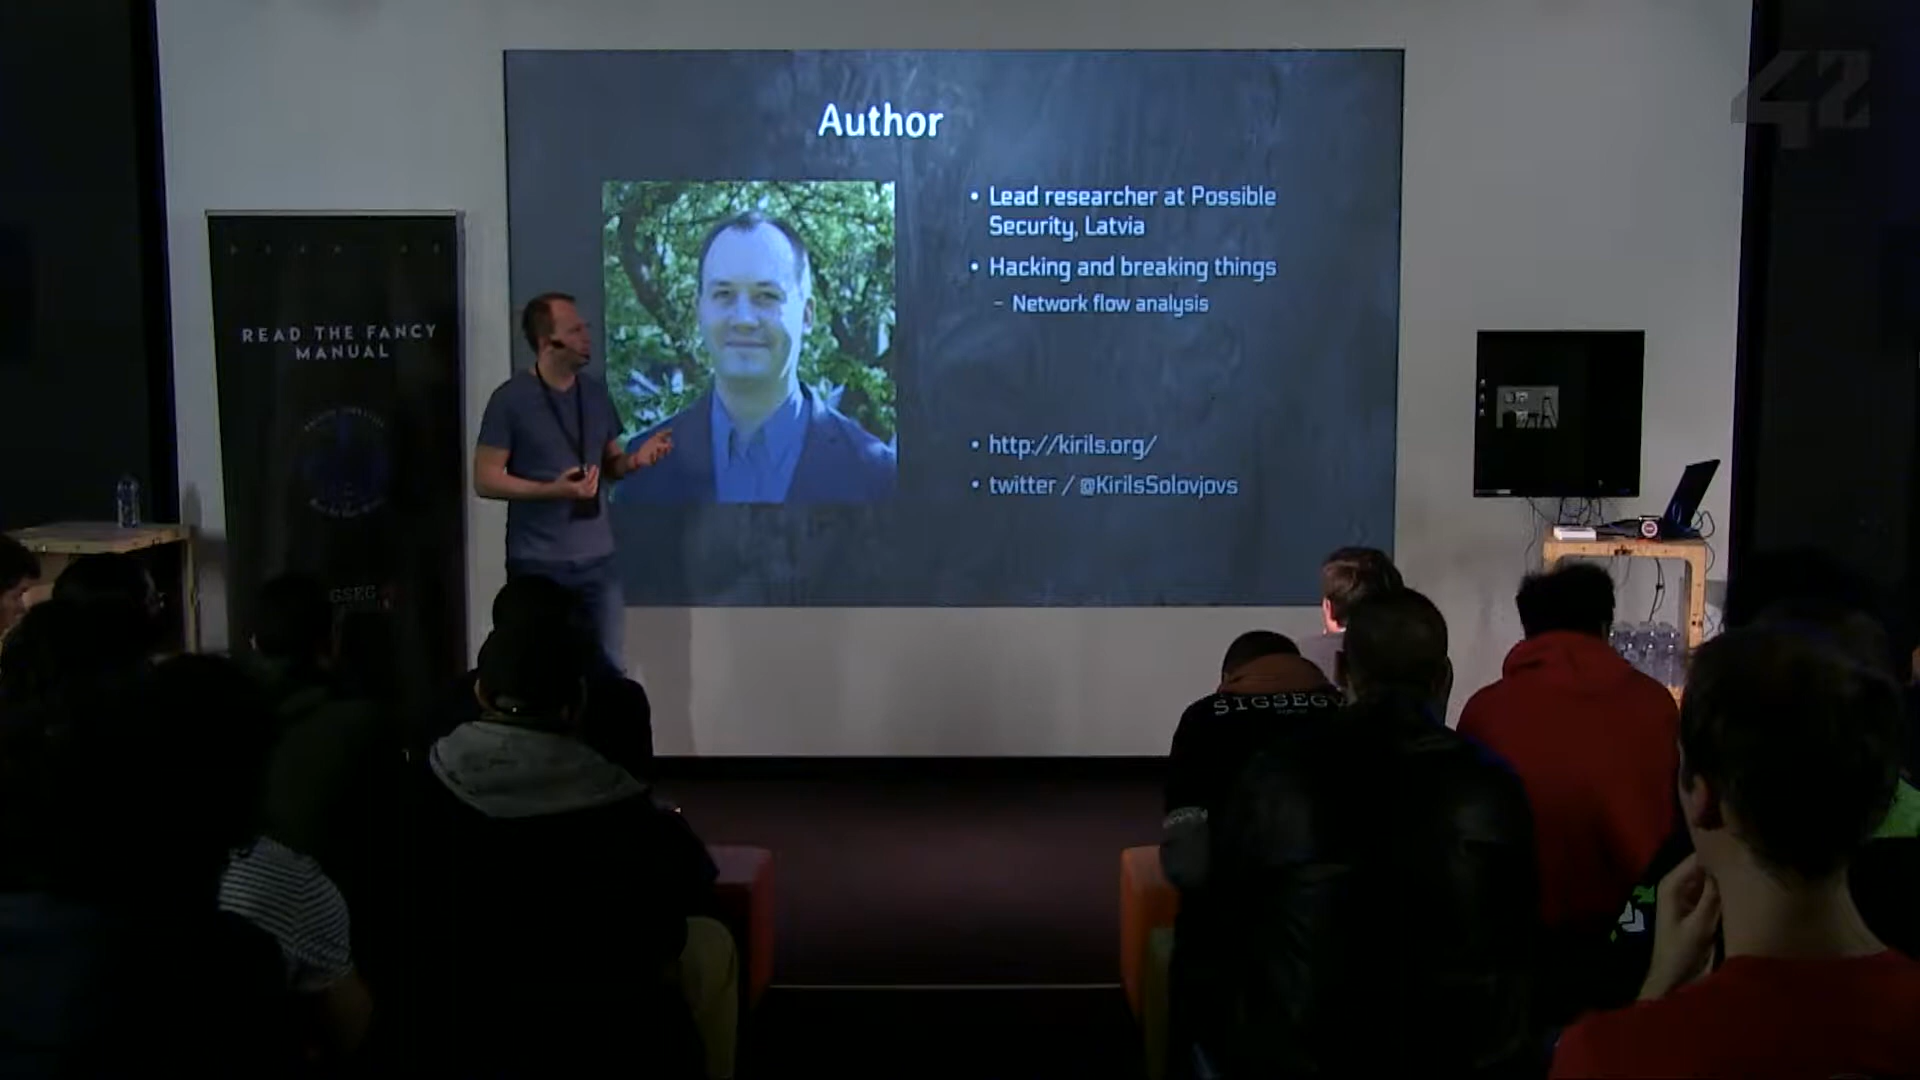 42
Author
• Lead researcher at Possible
Security, Latvia
• Hacking and breaking things
– Network flow analysis
• http://kirils.org/
• twitter / @KirilsSolovjovs
READ THE FANCY
MANUAL
SIGSEGV